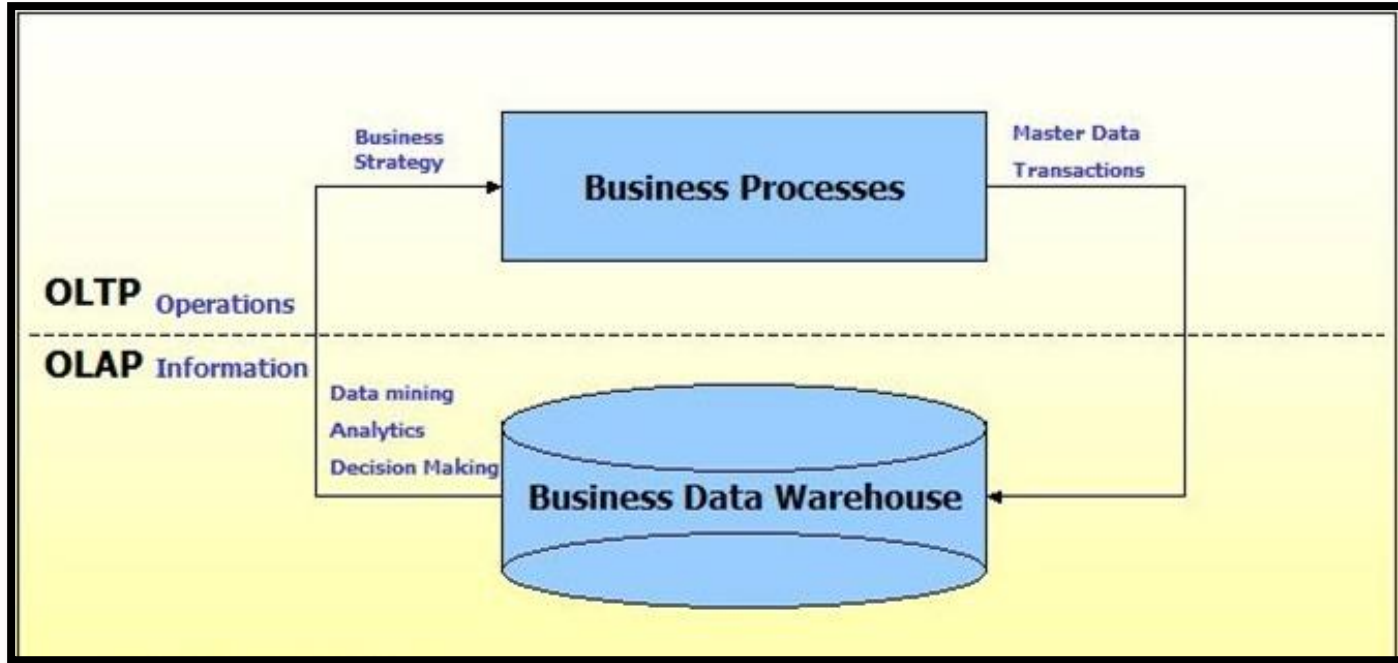 Business
Strategy
Business Processes
Master Data
Transactions
OLTP Operations
OLAP Information
Data mining
Analytics
Decision Making
Business Data Warehouse